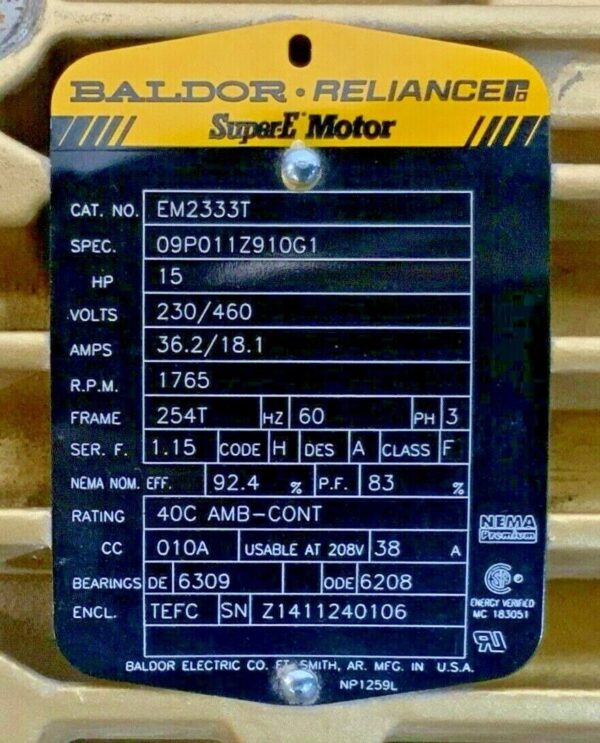 BALDOR • RELIANCE
Super-E Motor
CAT. NO. EM2333T
SPEC. 09P011Z910G1
HP 15
VOLTS 230/460
AMPS 36.2/18.1
R.P.M. 1765
FRAME 254T HZ 60 PH 3
SER. F. 1.15 CODE H DES A CLASS F
NEMA NOM. EFF. 92.4 % P.F. 83 %
RATING 40C AMB-CONT
NEMA
Premium
CC 010A USABLE AT 208V 38 A
BEARINGS DE 6309 ODE 6208
ENERGY VERIFIED
MC 183051
ENCL. TEFC SN Z1411240106
BALDOR ELECTRIC CO. FT. SMITH, AR. MFG. IN U.S.A.
NP1259L